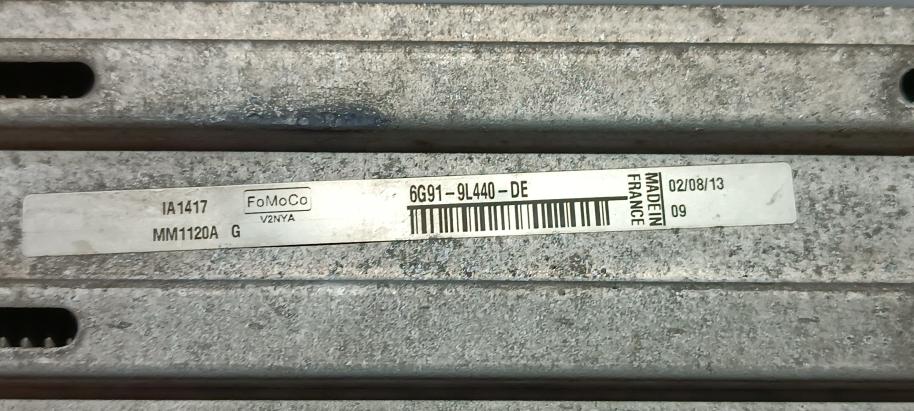 IA1417
MM1120A G
FoMoCo
V2NYA
6G91-9L440-DE
MADE IN
FRANCE
02/08/13
09